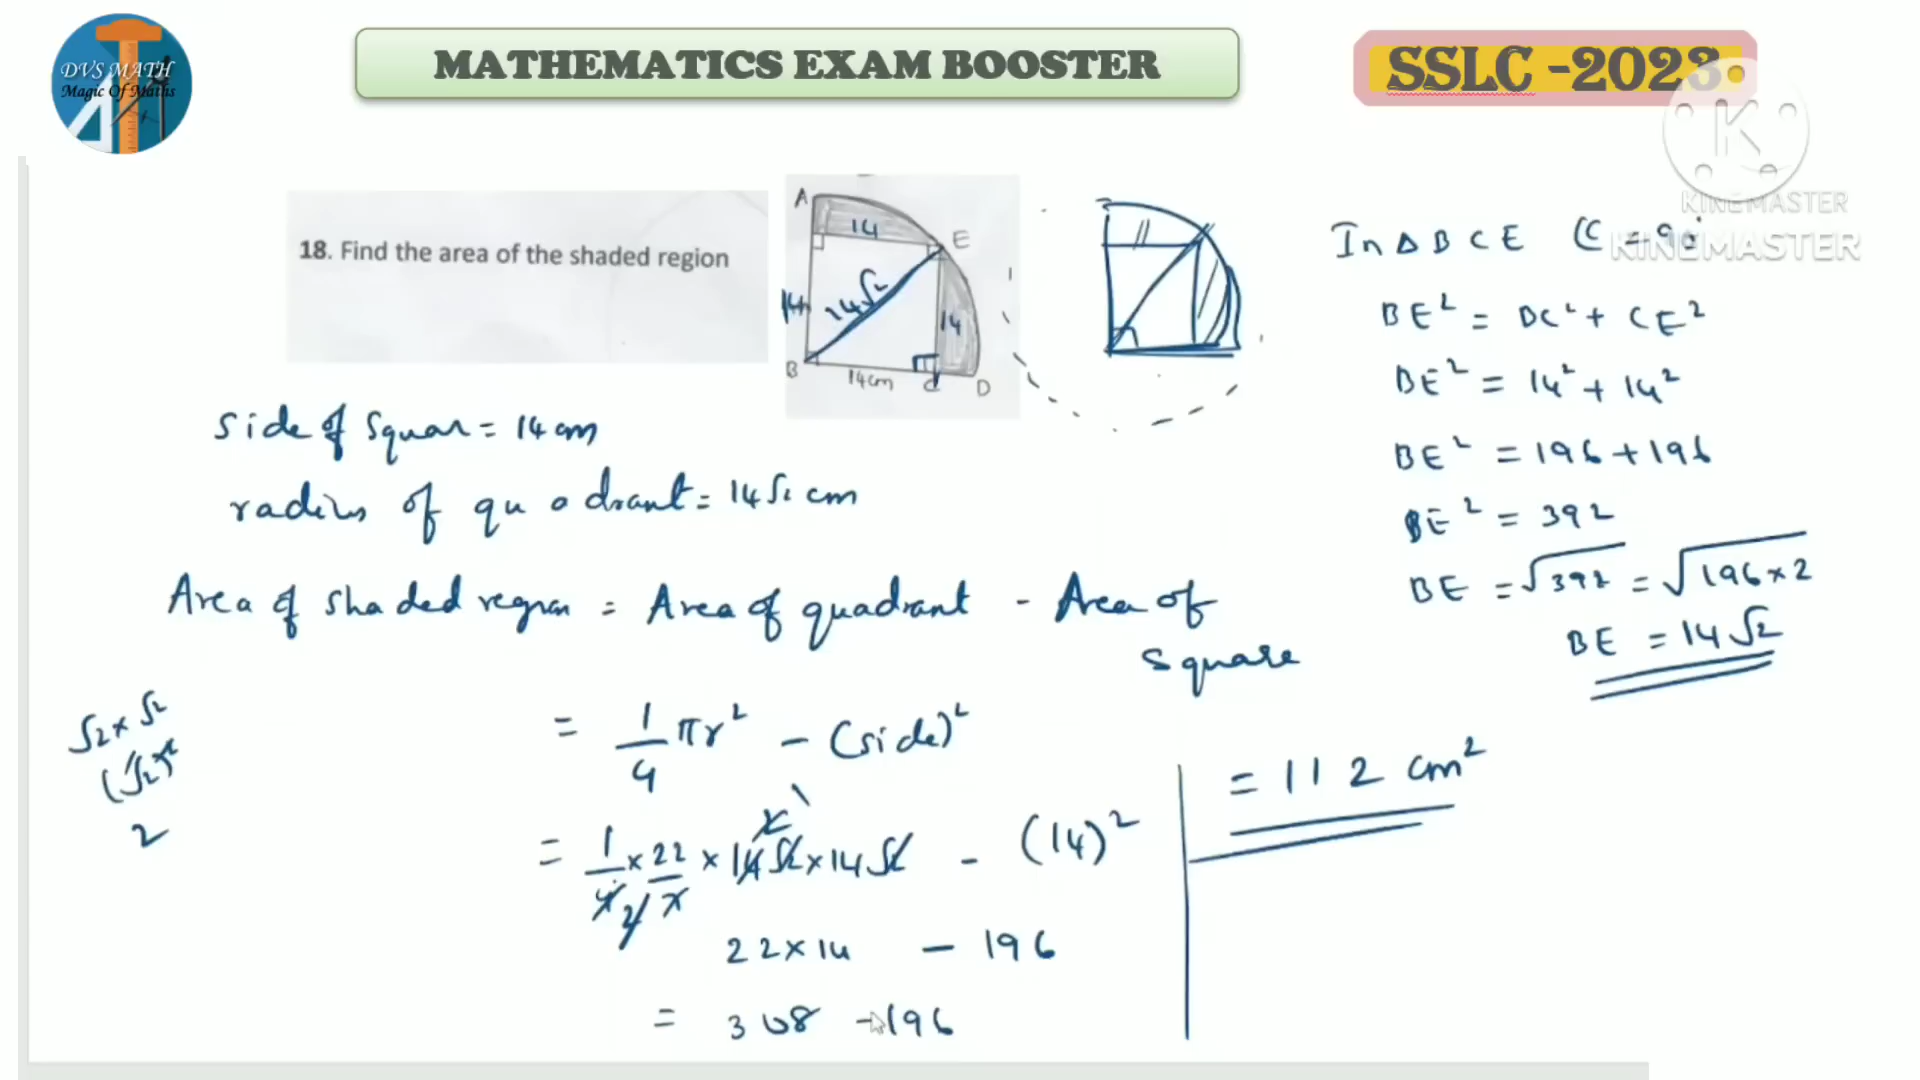 DVS MATH
Magic Of Maths
MATHEMATICS EXAM BOOSTER
SSLC -2023
KINEMASTER
KINEMASTER
18. Find the area of the shaded region
A
14
E
14
14√2
14
B
14cm
C
D
In △ BCE
BE² = BC² + CE²
BE² = 14² + 14²
BE² = 196 + 196
BE² = 392
BE = √392 = √196×2
BE = 14√2
Side of Squar = 14 cm
radius of quadrant = 14√2 cm
Area of shaded region = Area of quadrant - Area of
square
= 1/4 πr² - (side)²
√2 × √2
(√2)²
2
= 1/4 × 22/7 × 14√2 × 14√2 - (14)²
22×14 - 196
= 308 - 196
= 112 cm²